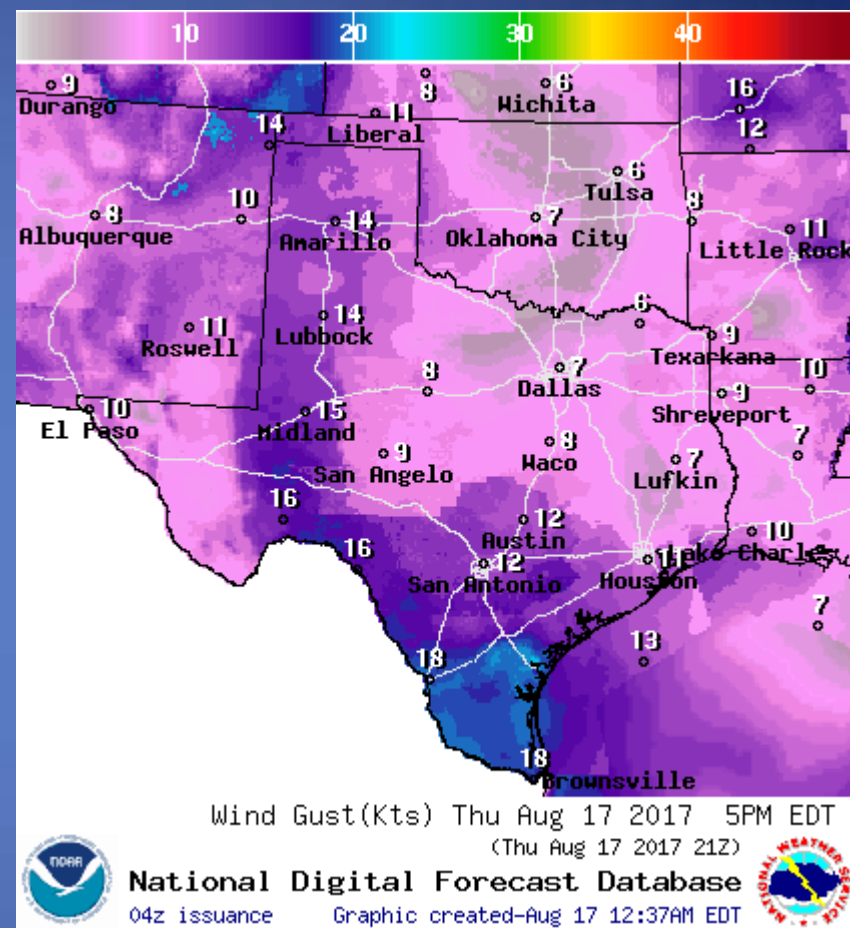 10 20 30 40
9 8 6 16
Durango Wichita
11
Liberal 12
14
6
Tulsa
8 10 14 7 8 11
Albuquerque Amarillo Oklahoma City Little Rock
14 6
11 Lubbock 9
Roswell Texarkana
7
Dallas
8 9 10
10 15 Shreveport
El Paso Midland
9 8 7 7
San Angelo Waco Lufkin
16 12 10
Austin
16 12 11 Lake Charles
San Antonio Houston
7
13
18
18
Brownsville
Wind Gust(Kts) Thu Aug 17 2017 5PM EDT
(Thu Aug 17 2017 21Z)
NOAA
National Digital Forecast Database
04z issuance Graphic created-Aug 17 12:37AM EDT
NATIONAL WEATHER SERVICE